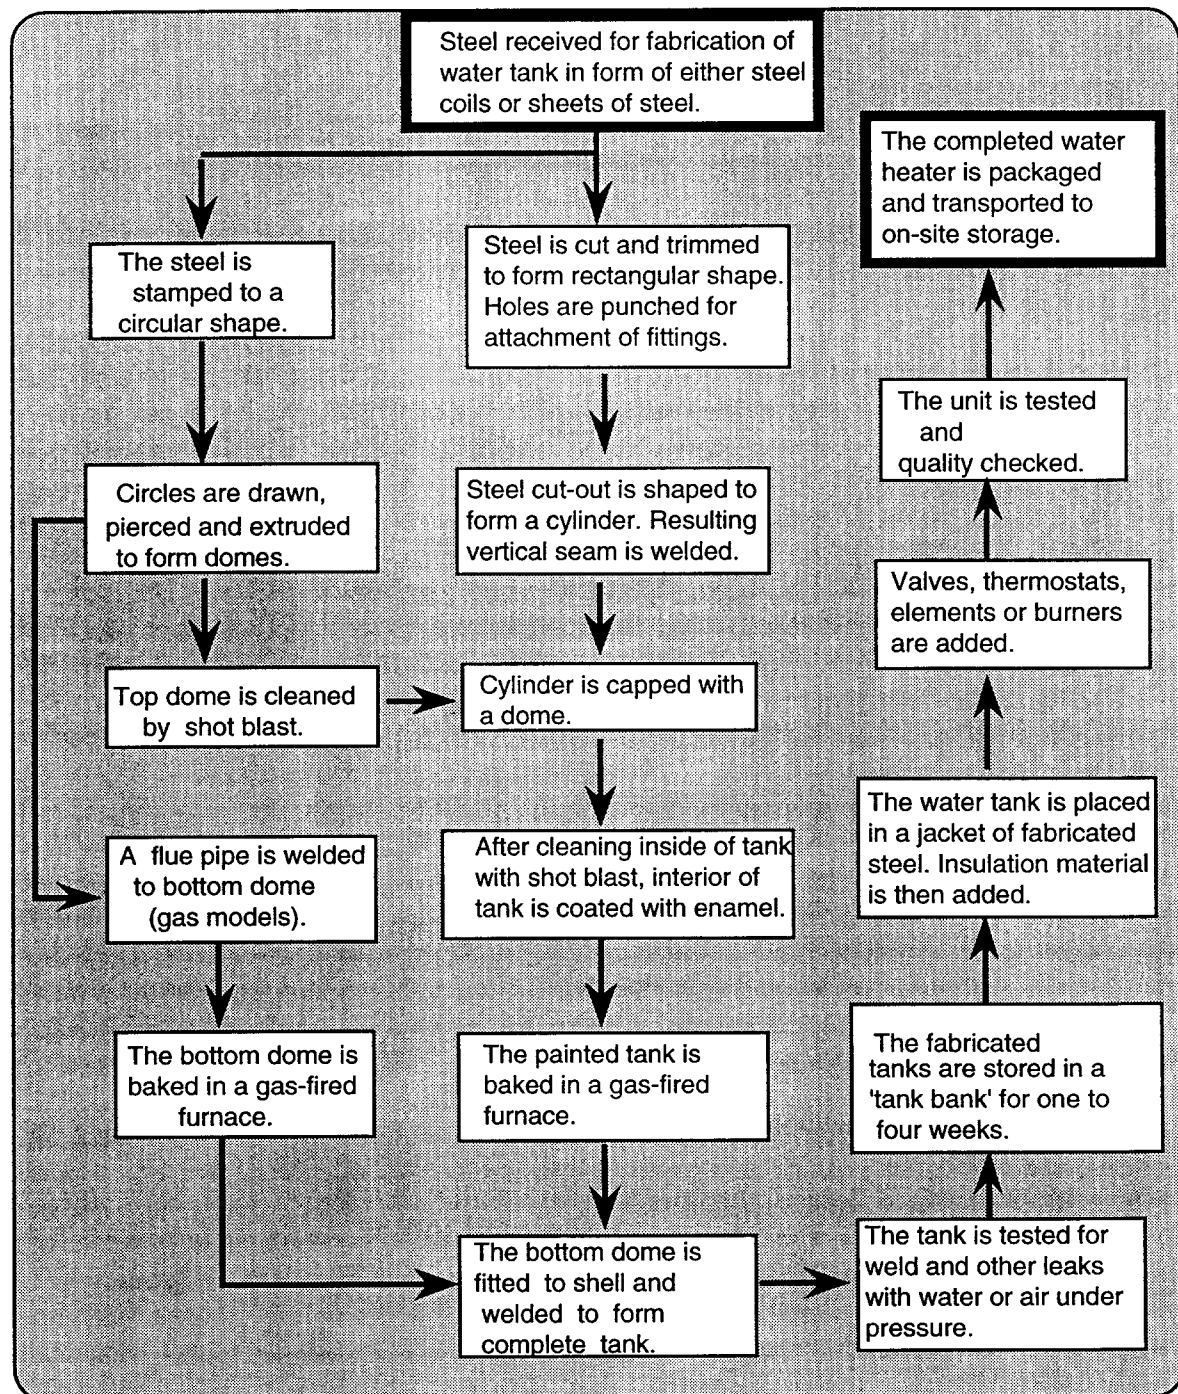 Steel received for fabrication of
water tank in form of either steel
coils or sheets of steel.
The steel is
stamped to a
circular shape.
Steel is cut and trimmed
to form rectangular shape.
Holes are punched for
attachment of fittings.
The completed water
heater is packaged
and transported to
on-site storage.
Circles are drawn,
pierced and extruded
to form domes.
Steel cut-out is shaped to
form a cylinder. Resulting
vertical seam is welded.
The unit is tested
and
quality checked.
Top dome is cleaned
by shot blast.
Cylinder is capped with
a dome.
Valves, thermostats,
elements or burners
are added.
A flue pipe is welded
to bottom dome
(gas models).
After cleaning inside of tank
with shot blast, interior of
tank is coated with enamel.
The water tank is placed
in a jacket of fabricated
steel. Insulation material
is then added.
The bottom dome is
baked in a gas-fired
furnace.
The painted tank is
baked in a gas-fired
furnace.
The fabricated
tanks are stored in a
'tank bank' for one to
four weeks.
The bottom dome is
fitted to shell and
welded to form
complete tank.
The tank is tested for
weld and other leaks
with water or air under
pressure.